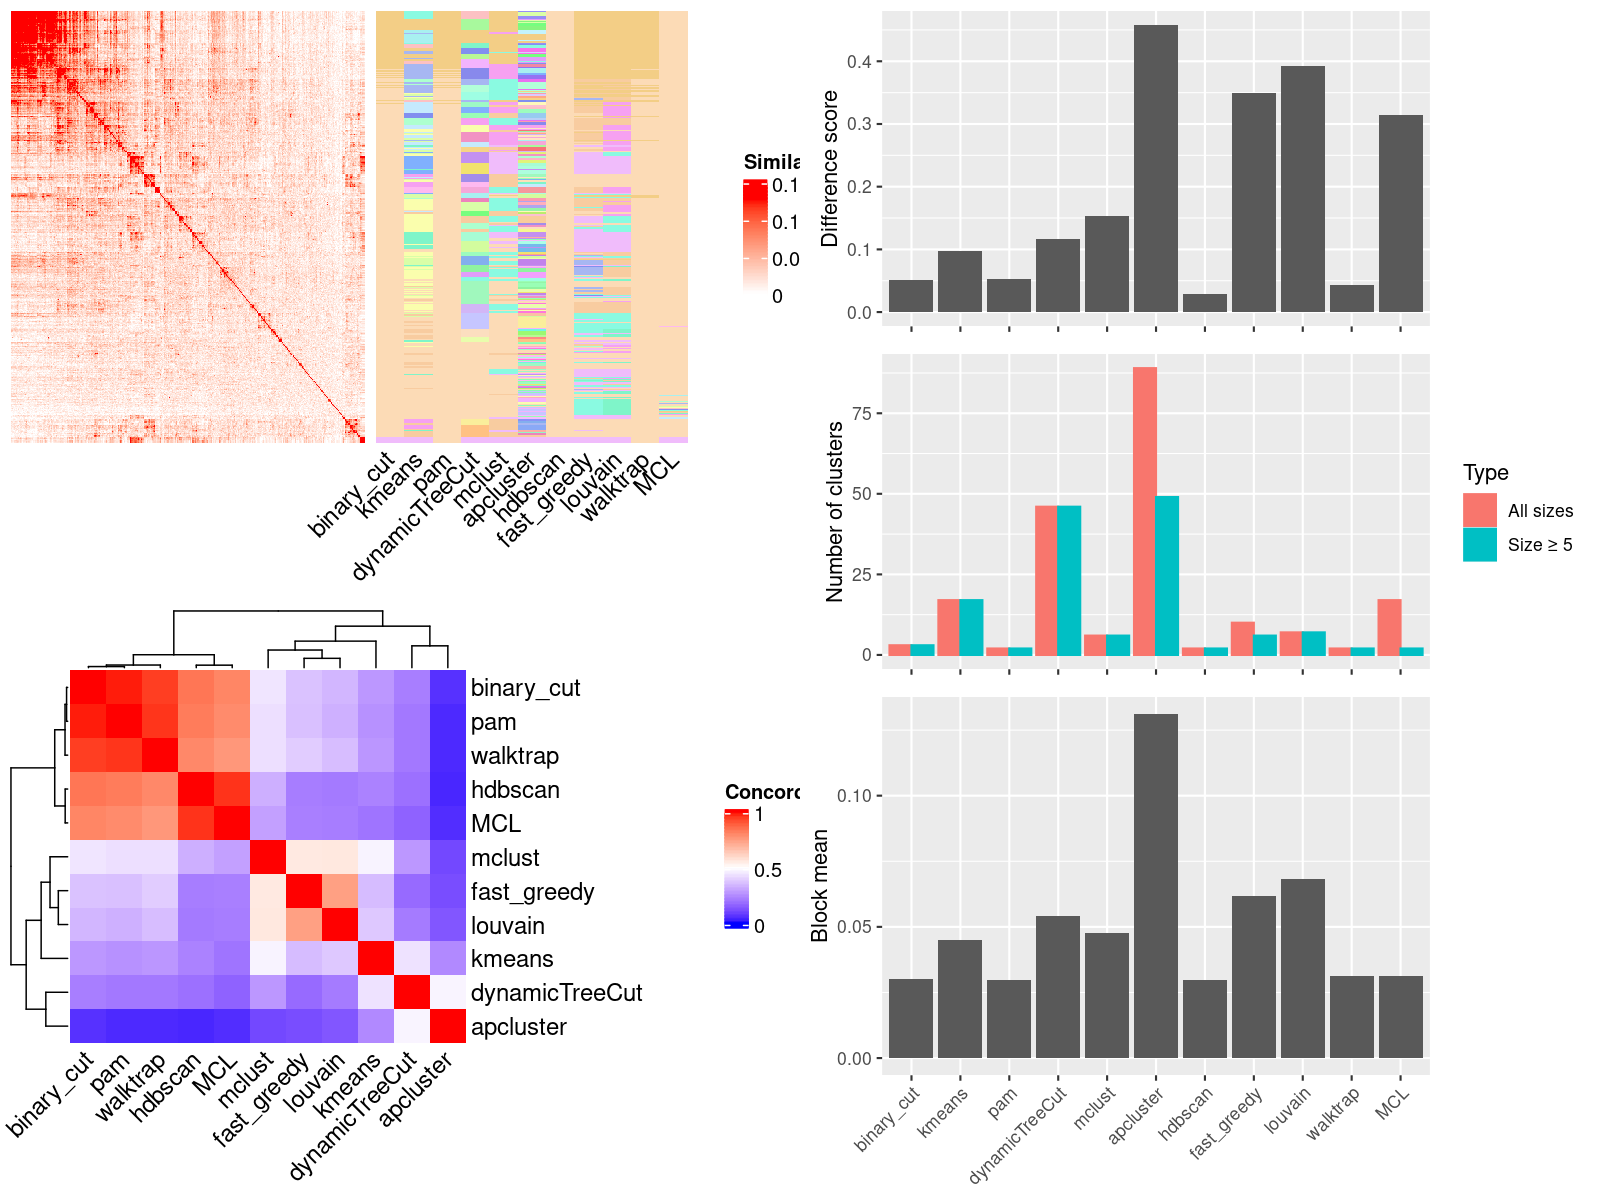 Simila
0.1
0.1
0.0
0
binary_cut
kmeans
pam
dynamicTreeCut
mclust
apcluster
hdbscan
fast_greedy
louvain
walktrap
MCL
binary_cut
pam
walktrap
hdbscan
MCL
mclust
fast_greedy
louvain
kmeans
dynamicTreeCut
apcluster
binary_cut
pam
walktrap
hdbscan
MCL
mclust
fast_greedy
louvain
kmeans
dynamicTreeCut
apcluster
Concord
1
0.5
0
Difference score
0.4
0.3
0.2
0.1
0.0
Number of clusters
75
50
25
0
Type
All sizes
Size ≥ 5
Block mean
0.10
0.05
0.00
binary_cut
kmeans
pam
dynamicTreeCut
mclust
apcluster
hdbscan
fast_greedy
louvain
walktrap
MCL